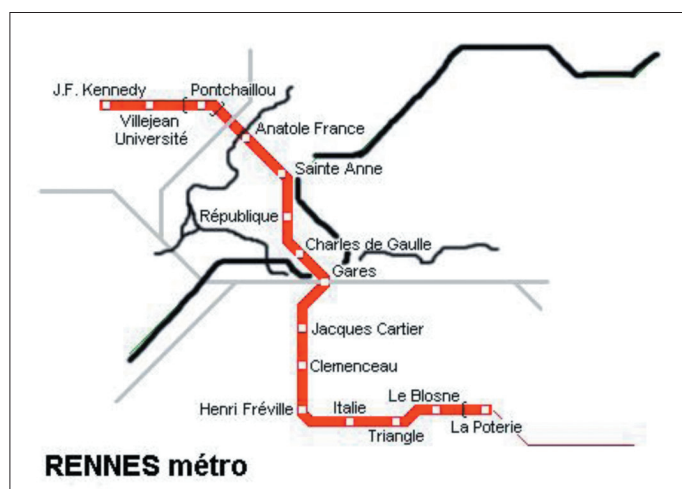 J.F. Kennedy
Pontchaillou
Villejean
Université
Anatole France
Sainte Anne
République
Charles de Gaulle
Gares
Jacques Cartier
Clemenceau
Henri Fréville
Italie
Le Blosne
Triangle
La Poterie
RENNES métro